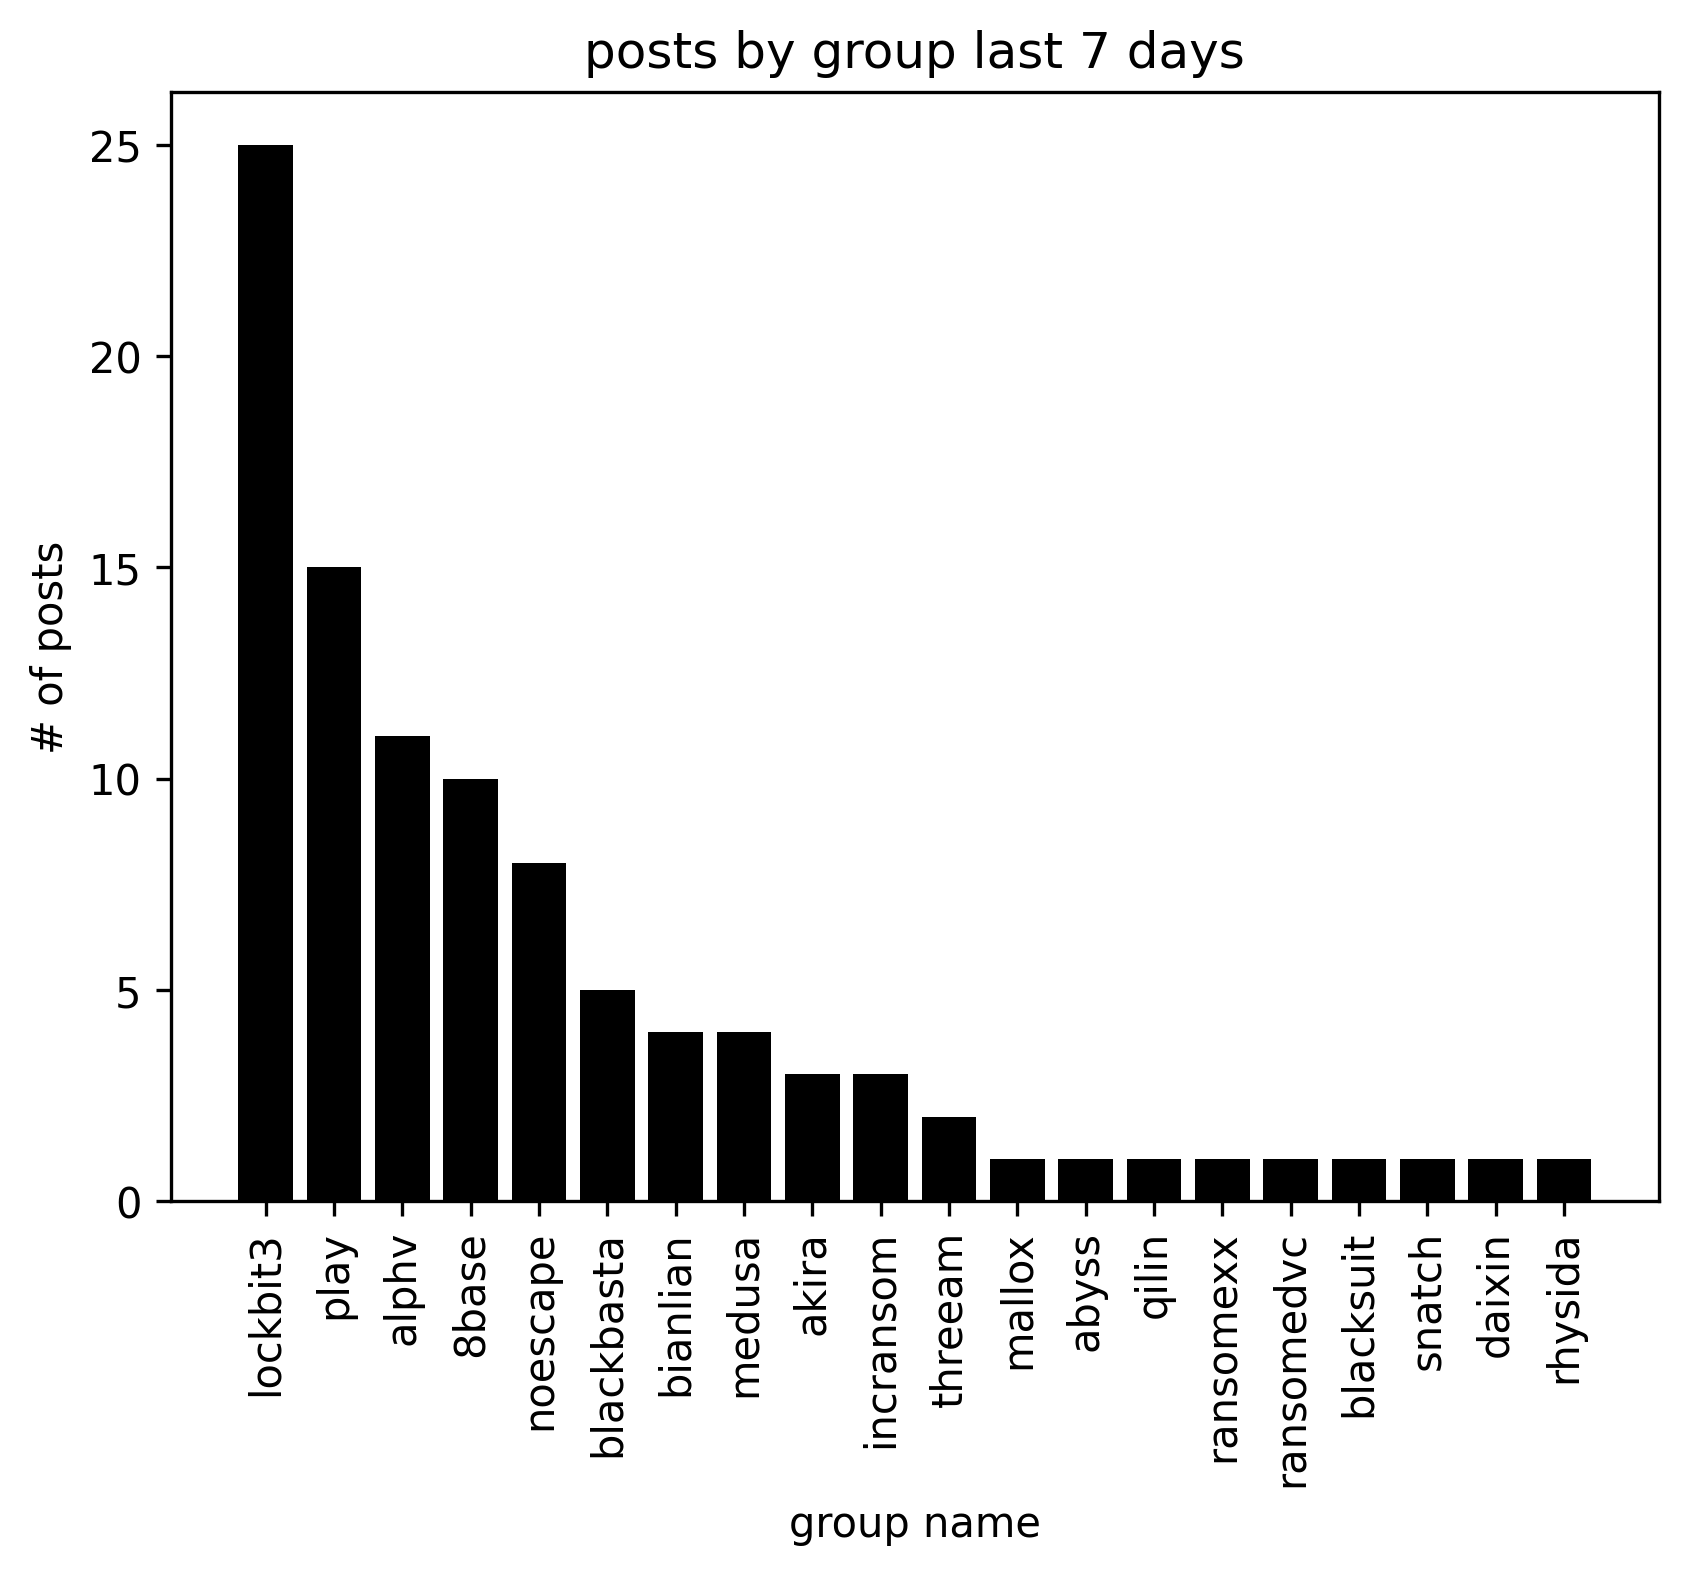 posts by group last 7 days
25
20
15
10
5
0
# of posts
lockbit3
play
alphv
8base
noescape
blackbasta
bianlian
medusa
akira
incransom
threeam
mallox
abyss
qilin
ransomexx
ransomedvc
blacksuit
snatch
daixin
rhysida
group name